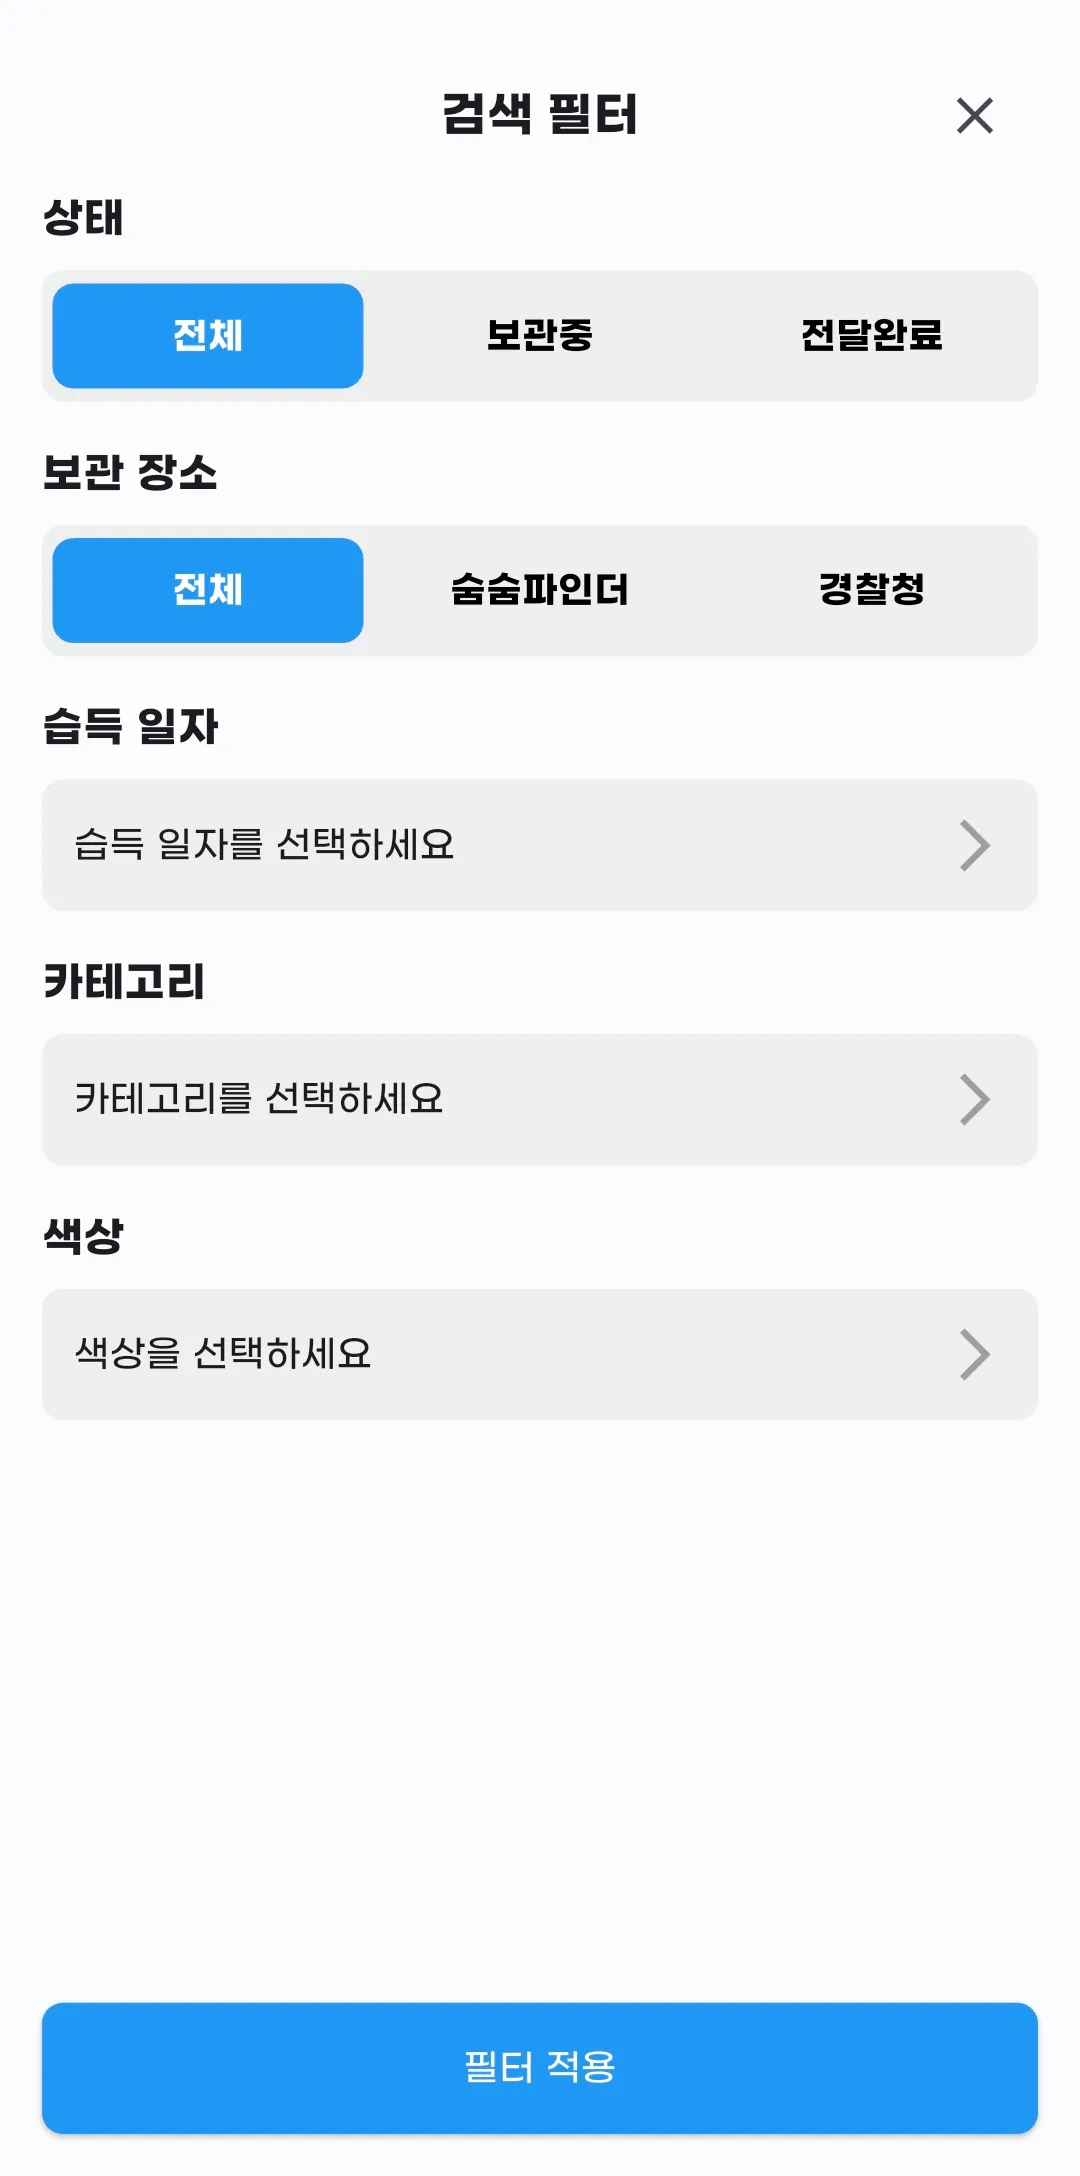 검색 필터
상태
전체 보관중 전달완료
보관 장소
전체 숨숨파인더 경찰청
습득 일자
습득 일자를 선택하세요
카테고리
카테고리를 선택하세요
색상
색상을 선택하세요
필터 적용